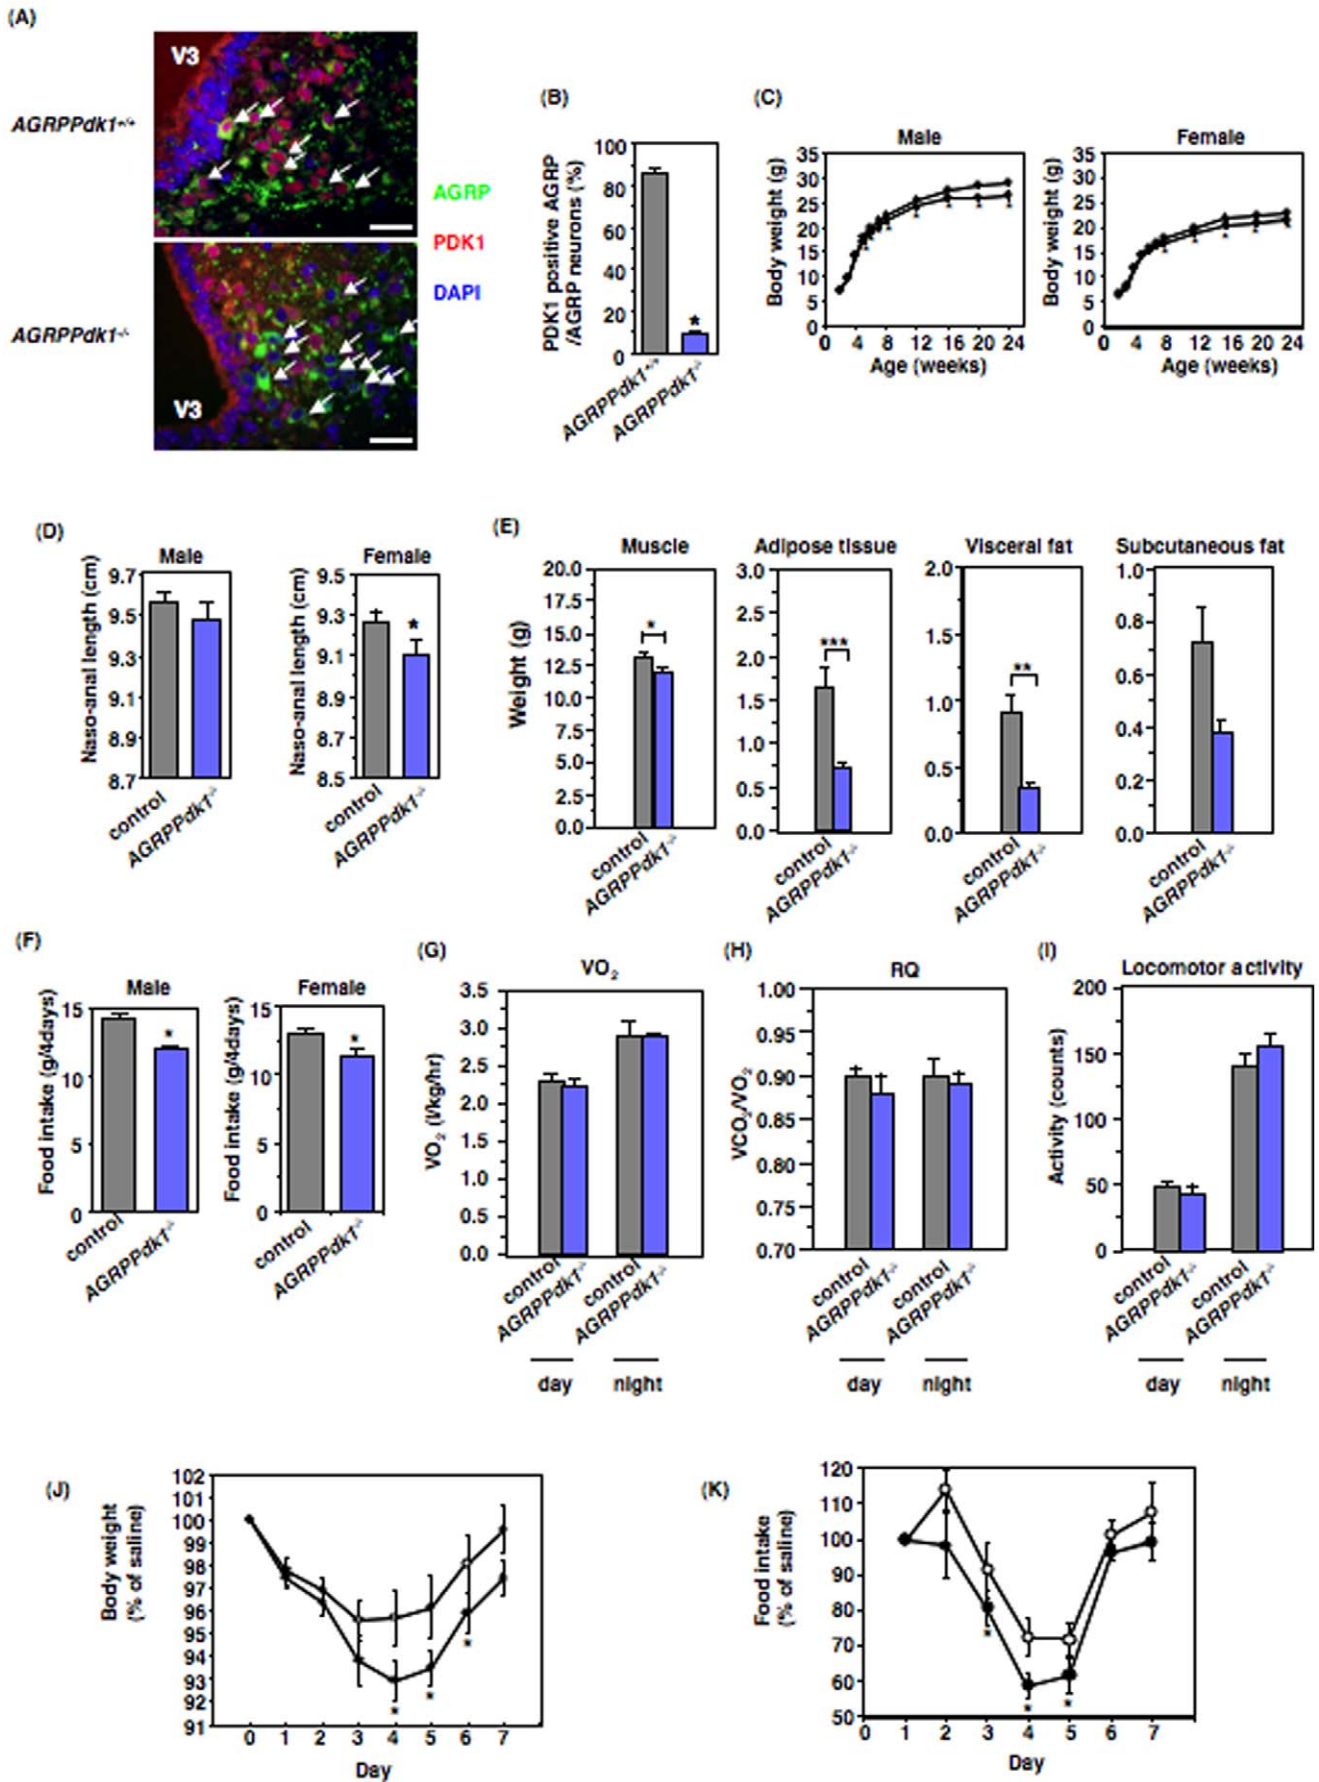 (A)
V3
AGRPPdk1+/+
AGRP
PDK1
DAPI
AGRPPdk1-/-
V3
(B)
PDK1 positive AGRP
/AGRP neurons (%)
100
80
60
40
20
0
AGRPPdk1+/+
AGRPPdk1-/-
*
(C)
Male
Body weight (g)
35
30
25
20
15
10
5
0
0 4 8 12 16 20 24
Age (weeks)
Female
Body weight (g)
35
30
25
20
15
10
5
0
0 4 8 12 16 20 24
Age (weeks)
(D)
Male
Naso-anal length (cm)
9.7
9.5
9.3
9.1
8.9
8.7
control
AGRPPdk1-/-
Female
Naso-anal length (cm)
9.5
9.3
9.1
8.9
8.7
8.5
*
control
AGRPPdk1-/-
(E)
Muscle
Weight (g)
20.0
17.5
15.0
12.5
10.0
7.5
5.0
2.5
0.0
*
control
AGRPPdk1-/-
Adipose tissue
3.0
2.5
2.0
1.5
1.0
0.5
0.0
***
control
AGRPPdk1-/-
Visceral fat
2.0
1.5
1.0
0.5
0.0
**
control
AGRPPdk1-/-
Subcutaneous fat
1.0
0.8
0.6
0.4
0.2
0.0
control
AGRPPdk1-/-
(F)
Male
Food intake (g/4days)
15
10
5
0
*
control
AGRPPdk1-/-
Female
Food intake (g/4days)
15
10
5
0
*
control
AGRPPdk1-/-
(G)
VO2
VO2 (l/kg/hr)
3.5
3.0
2.5
2.0
1.5
1.0
0.5
0.0
control
AGRPPdk1-/-
control
AGRPPdk1-/-
day
night
(H)
RQ
VCO2/VO2
1.00
0.95
0.90
0.85
0.80
0.75
0.70
control
AGRPPdk1-/-
control
AGRPPdk1-/-
day
night
(I)
Locomotor activity
Activity (counts)
200
150
100
50
0
control
AGRPPdk1-/-
control
AGRPPdk1-/-
day
night
(J)
Body weight
(% of saline)
102
101
100
99
98
97
96
95
94
93
92
91
* * *
0 1 2 3 4 5 6 7
Day
(K)
Food intake
(% of saline)
120
110
100
90
80
70
60
50
* * *
0 1 2 3 4 5 6 7
Day